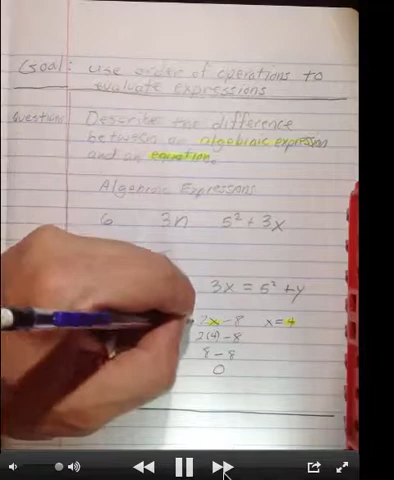 Goal: use order of operations to
evaluate expressions
Question: Describe the difference
between an algebraic expression
and an equation.
Algebraic Expressions
6 3n 5² + 3x
3x = 5² + y
2x - 8 x = 4
2(4) - 8
8 - 8
0